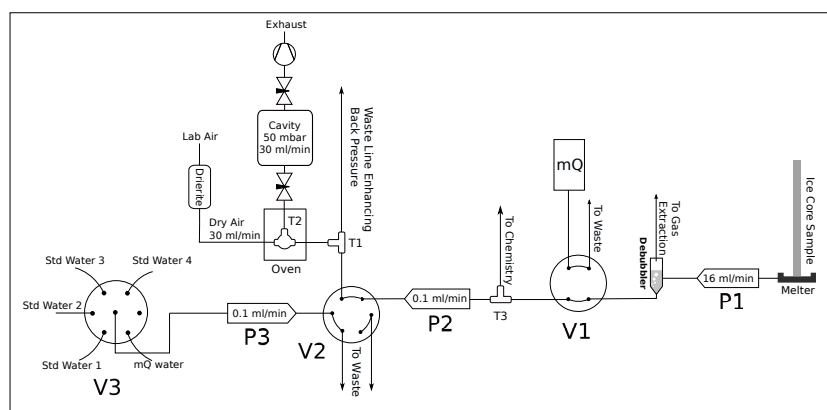 Exhaust
Cavity
50 mbar
30 ml/min
Waste Line Enhancing
Back Pressure
Lab Air
Drierite
Dry Air
30 ml/min
T2
Oven
T1
mQ
To Waste
To Chemistry
To Gas
Extraction
Debubbler
Ice Core Sample
16 ml/min
Melter
P1
Std Water 3
Std Water 4
Std Water 2
Std Water 1
mQ water
V3
0.1 ml/min
P3
V2
To Waste
0.1 ml/min
P2
T3
V1